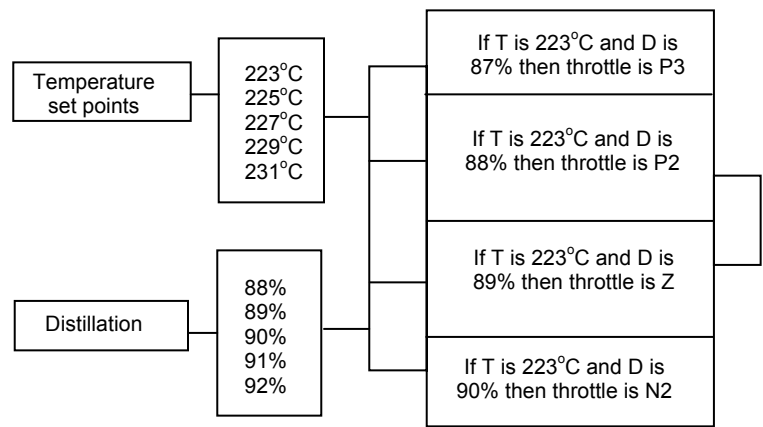 Temperature
set points
223°C
225°C
227°C
229°C
231°C
If T is 223°C and D is
87% then throttle is P3
If T is 223°C and D is
88% then throttle is P2
If T is 223°C and D is
89% then throttle is Z
If T is 223°C and D is
90% then throttle is N2
Distillation
88%
89%
90%
91%
92%